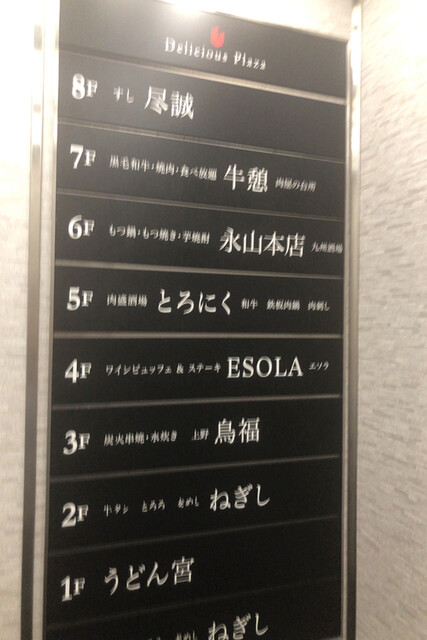 Delicious Plaza
8F すし 尽誠
7F 黒毛和牛・焼肉・食べ放題 牛憩 肉屋の台所
6F もつ鍋・もつ焼き・芋焼酎 永山本店 九州酒場
5F 肉盛酒場 とろにく 和牛 鉄板肉鍋 肉刺し
4F ワインビュッフェ & ステーキ ESOLA エソラ
3F 炭火串焼・水炊き 上野 鳥福
2F 牛タン とろろ 麦めし ねぎし
1F うどん宮
麦めし ねぎし